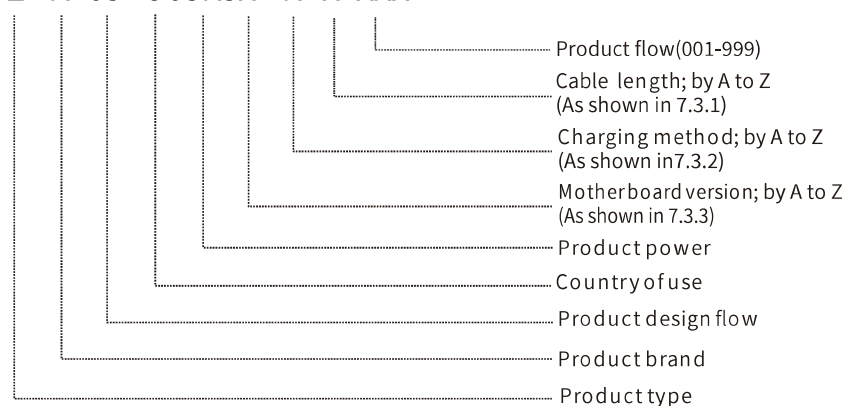 Product flow(001-999)
Cable length; by A to Z
(As shown in 7.3.1)
Charging method; by A to Z
(As shown in7.3.2)
Motherboard version; by A to Z
(As shown in 7.3.3)
Product power
Country of use
Product design flow
Product brand
Product type